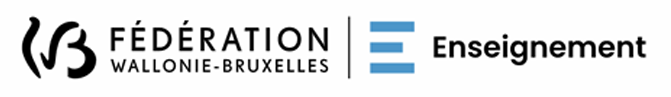 FÉDÉRATION
WALLONIE-BRUXELLES
Enseignement